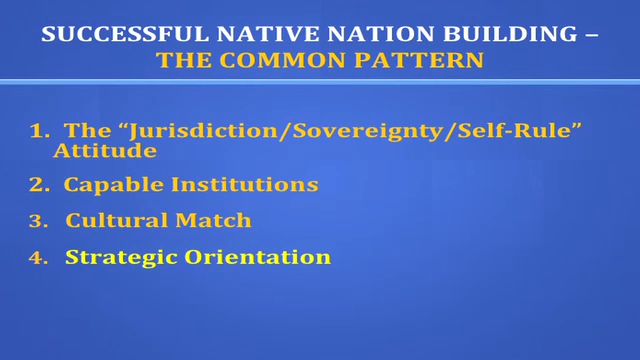 SUCCESSFUL NATIVE NATION BUILDING –
THE COMMON PATTERN
1. The “Jurisdiction/Sovereignty/Self-Rule”
Attitude
2. Capable Institutions
3. Cultural Match
4. Strategic Orientation